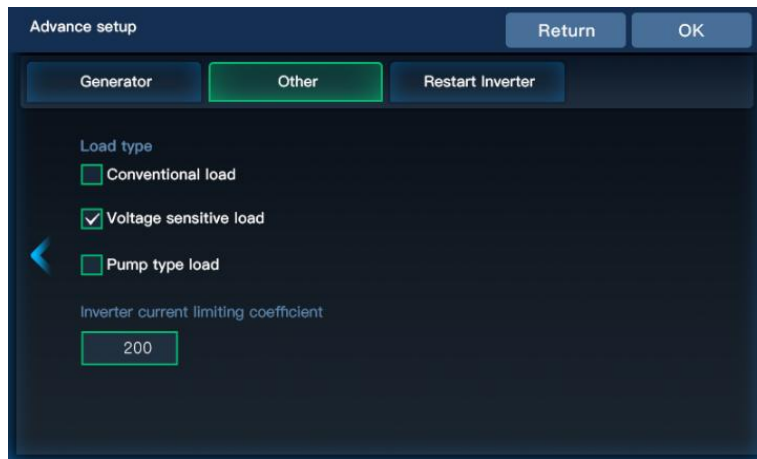 Advance setup
Return
OK
Generator
Other
Restart Inverter
Load type
Conventional load
Voltage sensitive load
Pump type load
Inverter current limiting coefficient
200